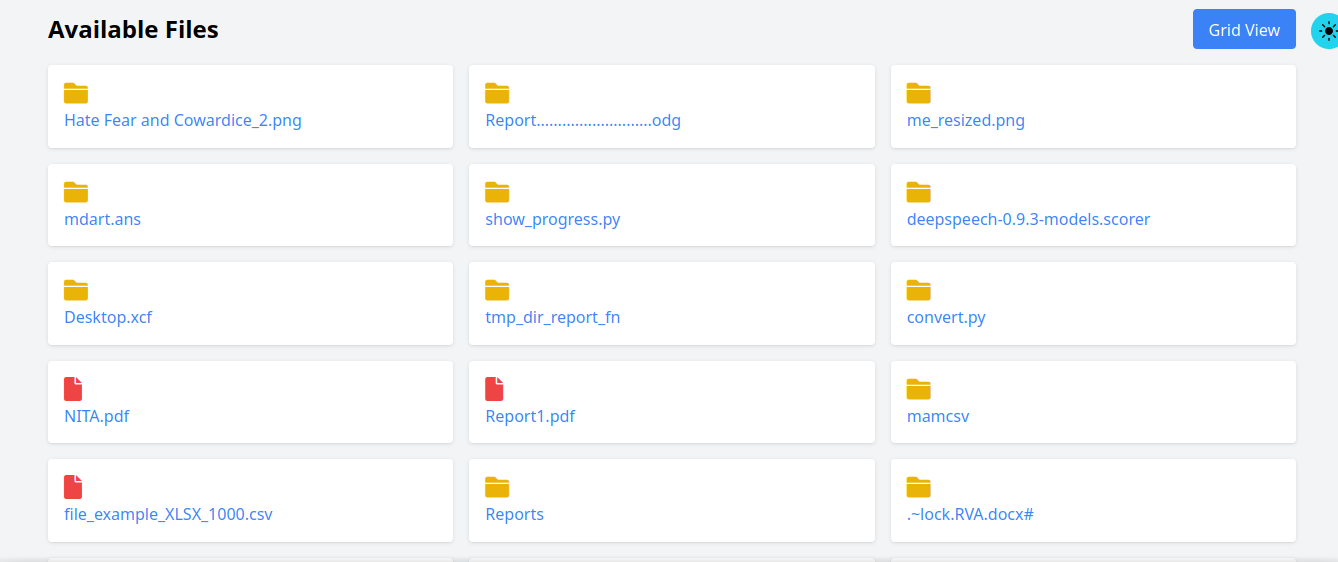 Available Files
Grid View
Hate Fear and Cowardice_2.png
Report...........................odg
me_resized.png
mdart.ans
show_progress.py
deepspeech-0.9.3-models.scorer
Desktop.xcf
tmp_dir_report_fn
convert.py
NITA.pdf
Report1.pdf
mamcsv
file_example_XLSX_1000.csv
Reports
.~lock.RVA.docx#